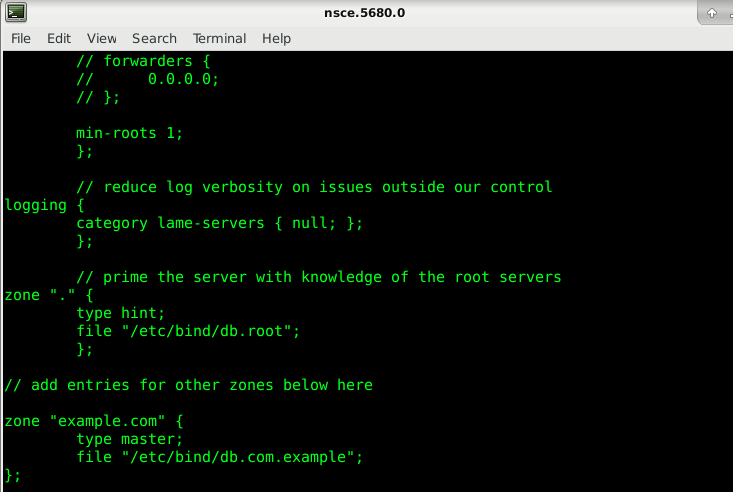 nsce.5680.0
File Edit View Search Terminal Help
// forwarders {
//      0.0.0.0;
// };
min-roots 1;
};
// reduce log verbosity on issues outside our control
logging {
category lame-servers { null; };
};
// prime the server with knowledge of the root servers
zone "." {
type hint;
file "/etc/bind/db.root";
};
// add entries for other zones below here
zone "example.com" {
type master;
file "/etc/bind/db.com.example";
};